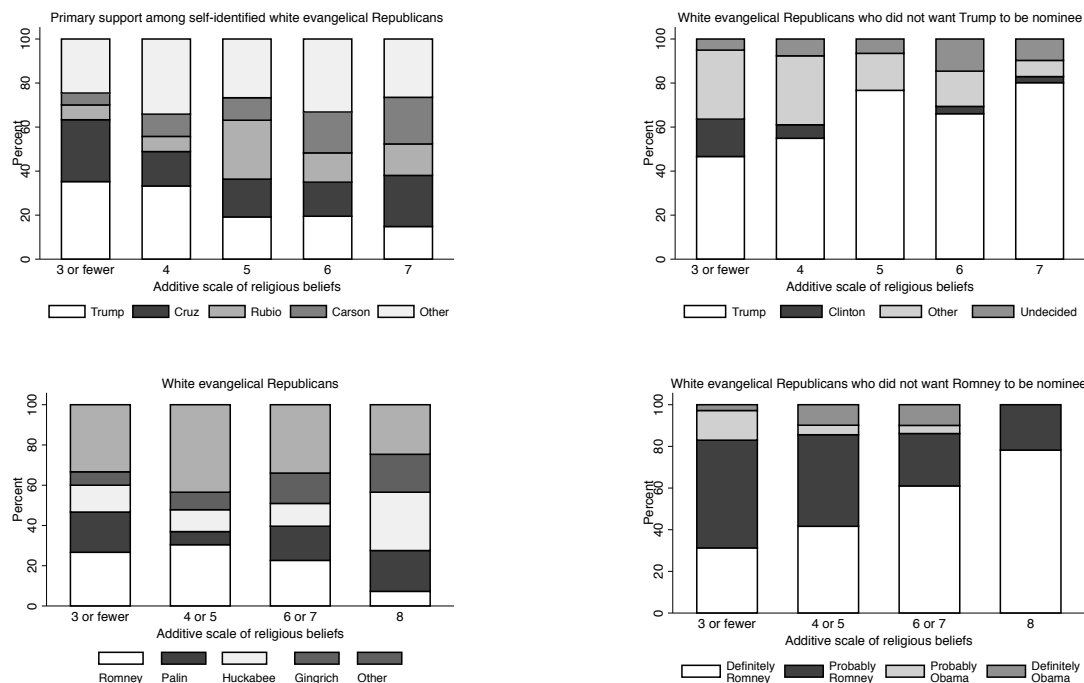 Primary support among self-identified white evangelical Republicans
Percent
0 20 40 60 80 100
3 or fewer 4 5 6 7
Additive scale of religious beliefs
Trump Cruz Rubio Carson Other
White evangelical Republicans who did not want Trump to be nominee
Percent
0 20 40 60 80 100
3 or fewer 4 5 6 7
Additive scale of religious beliefs
Trump Clinton Other Undecided
White evangelical Republicans
Percent
0 20 40 60 80 100
3 or fewer 4 or 5 6 or 7 8
Additive scale of religious beliefs
Romney Palin Huckabee Gingrich Other
White evangelical Republicans who did not want Romney to be nominee
Percent
0 20 40 60 80 100
3 or fewer 4 or 5 6 or 7 8
Additive scale of religious beliefs
Definitely Probably Probably Definitely
Romney Romney Obama Obama